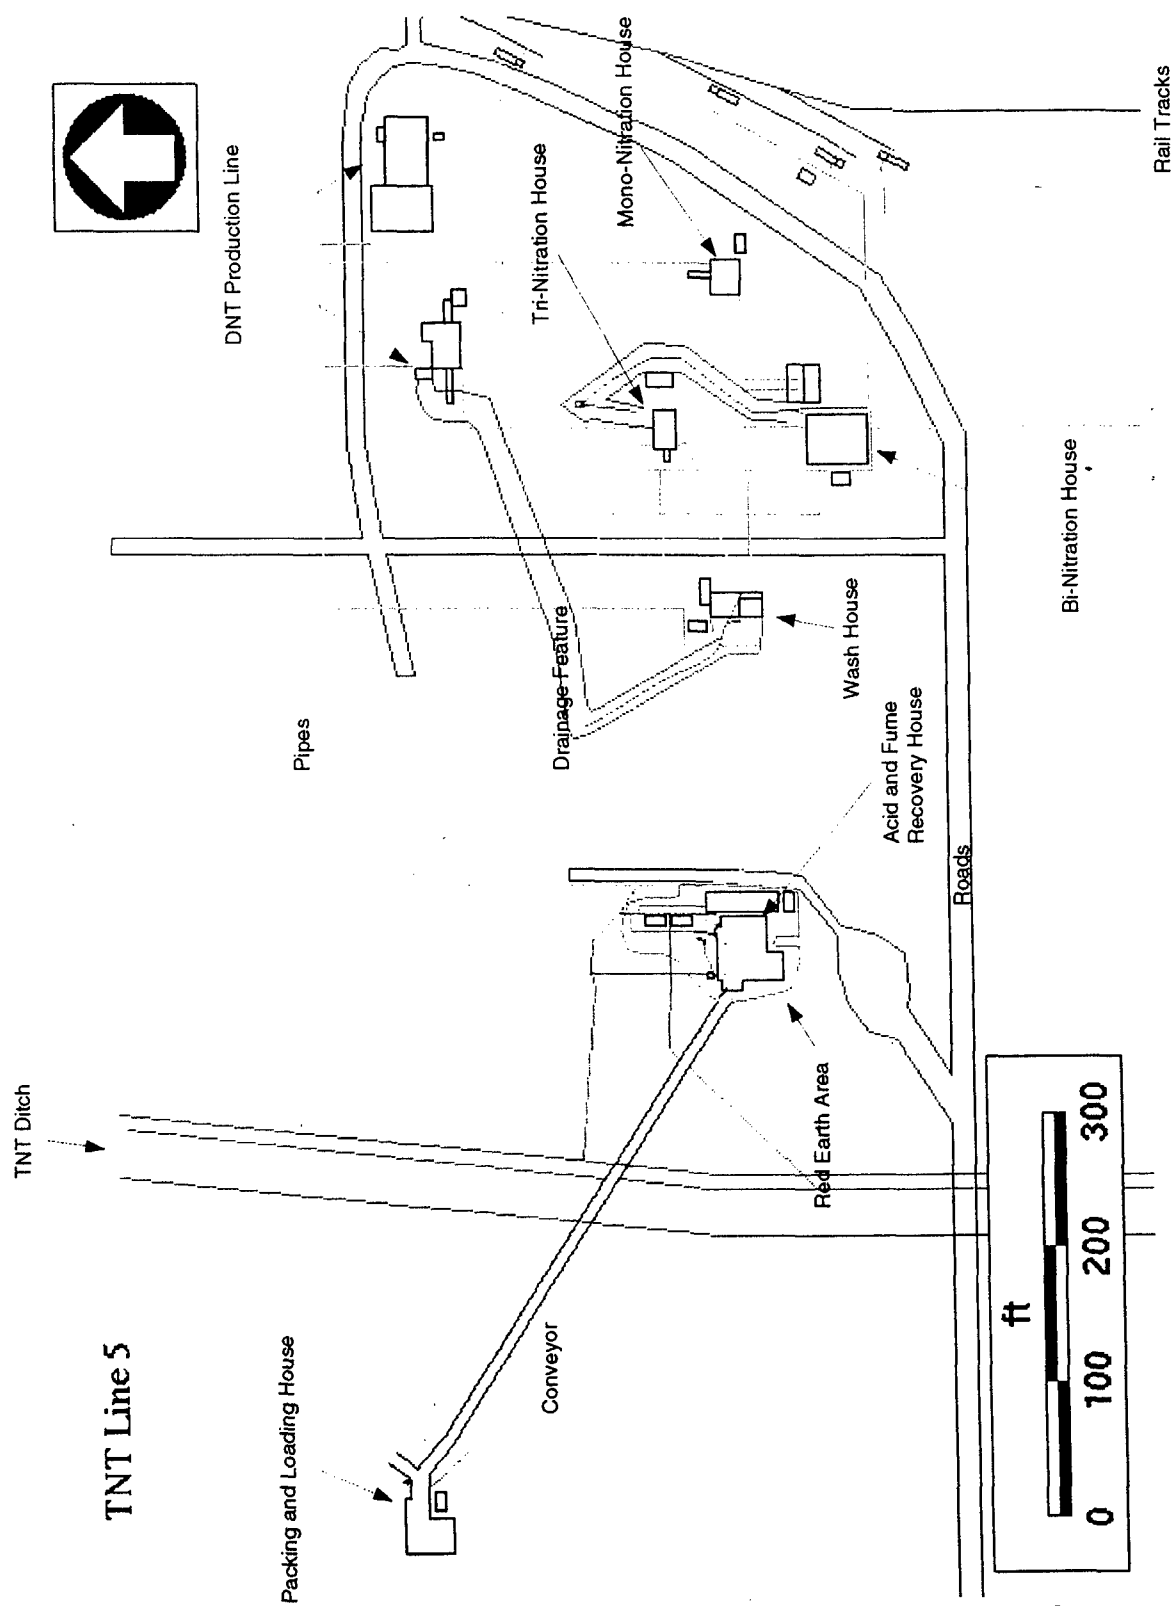 TNT Line 5
TNT Ditch
Packing and Loading House
Conveyor
Red Earth Area
Acid and Fume
Recovery House
Pipes
Drainage Feature
Wash House
Roads
DNT Production Line
Tri-Nitration House
Mono-Nitration House
Bi-Nitration House
Rail Tracks
ft
0 100 200 300